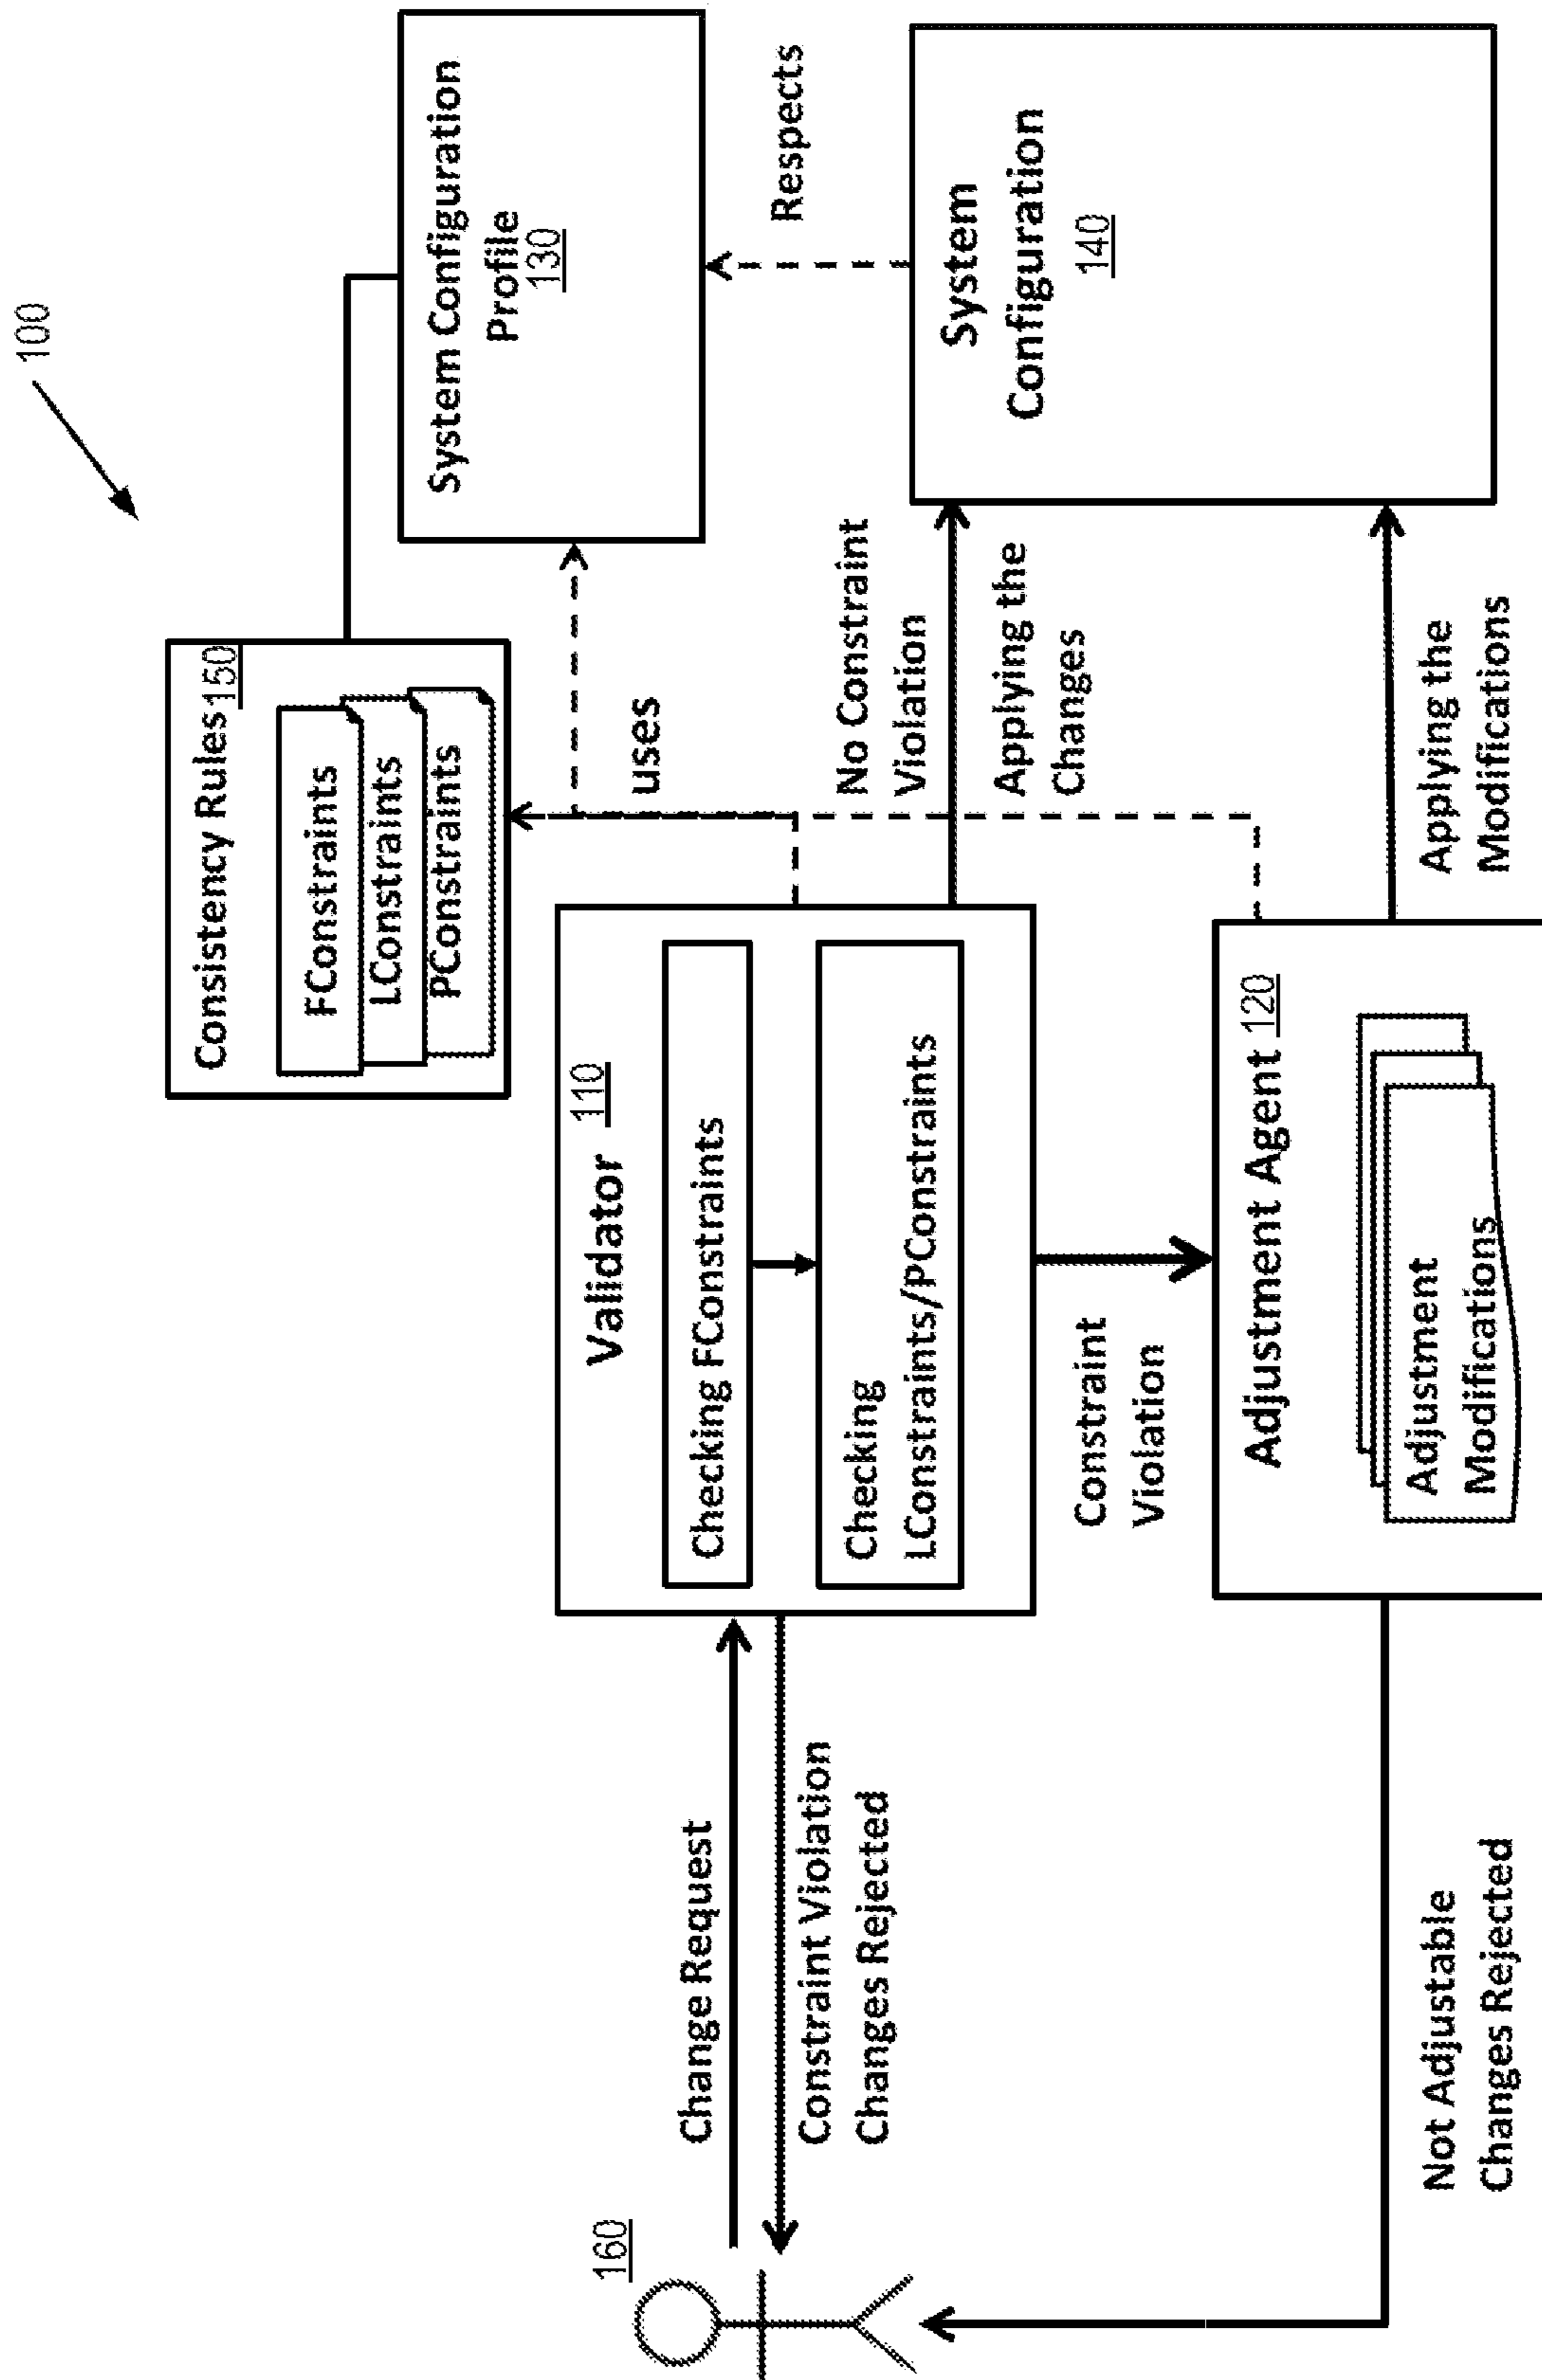 100
Consistency Rules 150
FConstraints
LConstraints
PConstraints
System Configuration
Profile
130
uses
Respects
160
Change Request
Constraint Violation
Changes Rejected
Validator 110
Checking FConstraints
Checking
LConstraints/PConstraints
No Constraint
Violation
Applying the
Changes
System
Configuration
140
Constraint
Violation
Adjustment Agent 120
Adjustment
Modifications
Applying the
Modifications
Not Adjustable
Changes Rejected